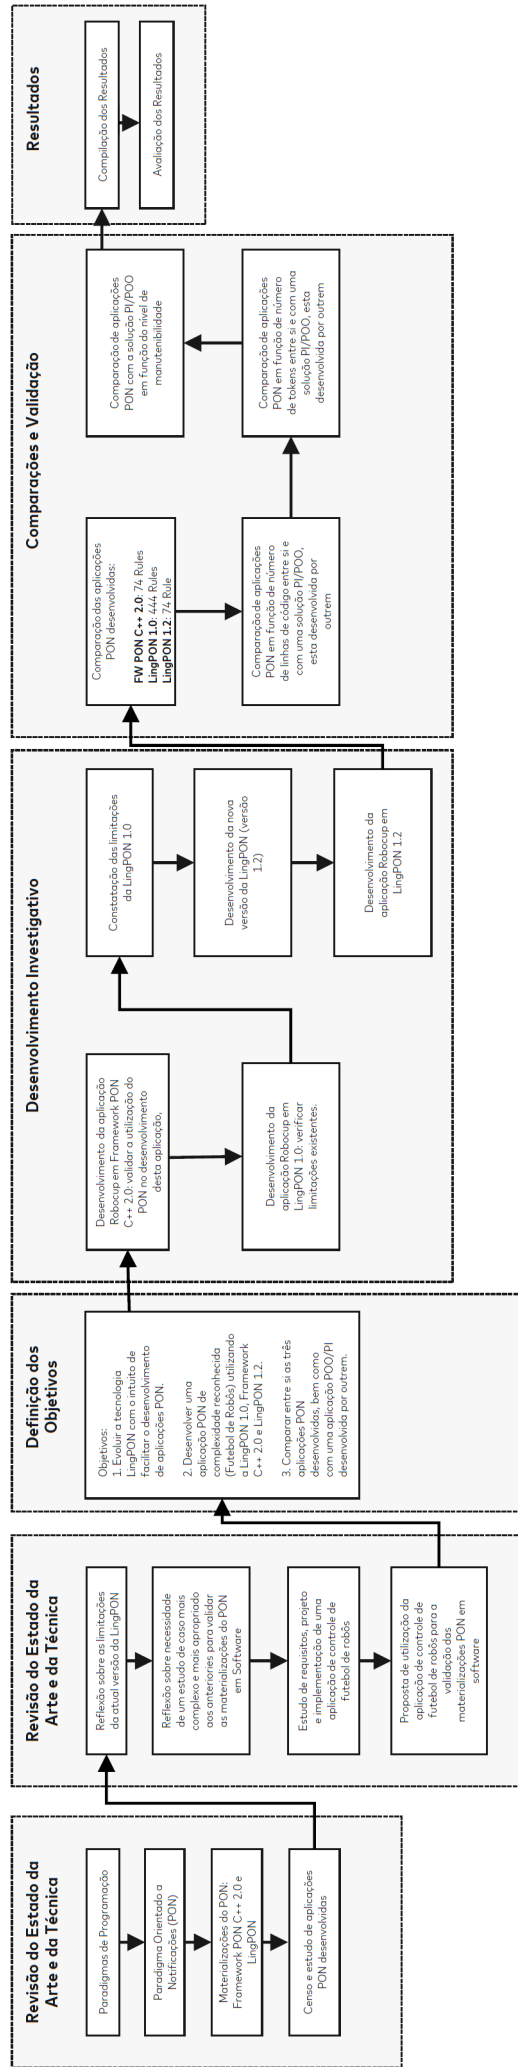 Revisão do Estado da
Arte e da Técnica
Paradigmas de Programação
Paradigma Orientado a
Notificações (PON)
Materializações do PON:
Framework PON C++ 2.0 e
LingPON
Censo e estudo de aplicações
PON desenvolvidas
Revisão do Estado da
Arte e da Técnica
Reflexão sobre as limitações
da atual versão da LingPON
Reflexão sobre necessidade
de um estudo de caso mais
complexo e mais apropriado
aos anteriores para validar
as materializações do PON
em Software
Estudo de requisitos, projeto
e implementação de uma
aplicação de controle de
futebol de robôs
Proposta de utilização da
aplicação de controle de
futebol de robôs para a
validação das
materializações PON em
software
Definição dos
Objetivos
Objetivos:
1. Evoluir a tecnologia
LingPON com o intuito de
facilitar o desenvolvimento
de aplicações PON.
2. Desenvolver uma
aplicação PON de
complexidade reconhecida
(Futebol de Robôs) utilizando
a LingPON 1.0, Framework
C++ 2.0 e LingPON 1.2.
3. Comparar entre si as três
aplicações PON
desenvolvidas, bem como
com uma aplicação POO/PI
desenvolvida por outrem.
Desenvolvimento Investigativo
Desenvolvimento da aplicação
Robocup em Framework PON
C++ 2.0: validar a utilização do
PON no desenvolvimento
desta aplicação,
Desenvolvimento da
aplicação Robocup em
LingPON 1.0: verificar
limitações existentes.
Constatação das limitações
da LingPON 1.0
Desenvolvimento da nova
versão da LingPON (versão
1.2)
Desenvolvimento da
aplicação Robocup em
LingPON 1.2
Comparações e Validação
Comparação das aplicações
PON desenvolvidas:
FW PON C++ 2.0: 74 Rules
LingPON 1.0: 444 Rules
LingPON 1.2: 74 Rule
Comparação de aplicações
PON em função de número
de linhas de código entre si e
com uma solução PI/POO,
esta desenvolvida por
outrem
Comparação de aplicações
PON em função de número
de tokens entre si e com uma
solução PI/POO, esta
desenvolvida por outrem
Comparação de aplicações
PON com a solução PI/POO
em função do nível de
manutenibilidade
Resultados
Compilação dos Resultados
Avaliação dos Resultados